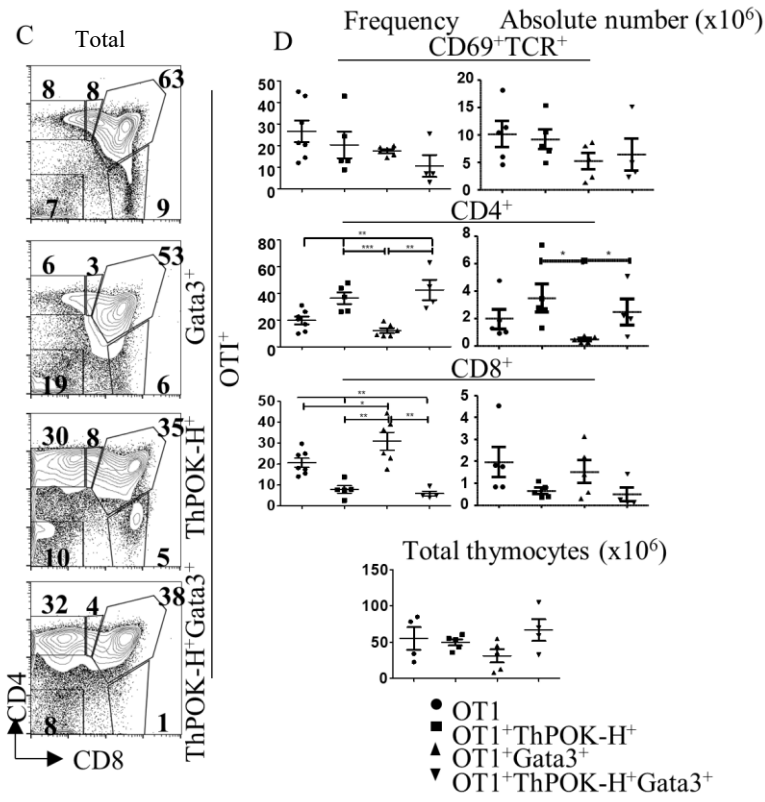 C
Total
8 8 63
7 9
6 3 53
19 6
Gata3⁺
30 8 35
10 5
ThPOK-H⁺
32 4 38
8 1
ThPOK-H⁺Gata3⁺
OTI⁺
CD4
CD8
D
Frequency Absolute number (x10⁶)
CD69⁺TCR⁺
50
40
30
20
10
0
20
15
10
5
0
CD4⁺
80
60
40
20
0
** *** **
8
6
4
2
0
* *
CD8⁺
50
40
30
20
10
0
** * ** **
5
4
3
2
1
0
Total thymocytes (x10⁶)
150
100
50
0
OT1
OT1⁺ThPOK-H⁺
OT1⁺Gata3⁺
OT1⁺ThPOK-H⁺Gata3⁺